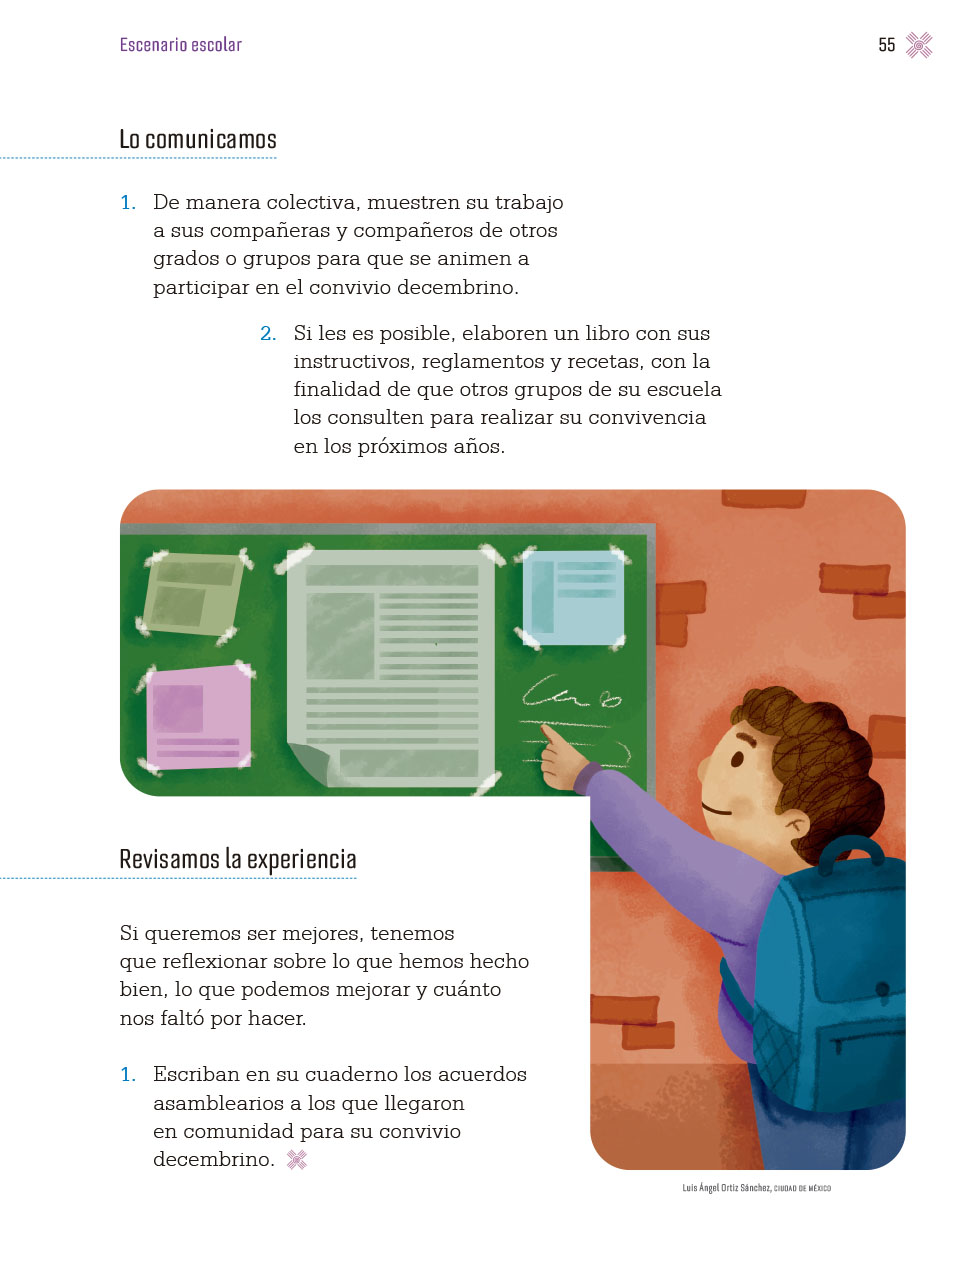 Escenario escolar
55
Lo comunicamos
1. De manera colectiva, muestren su trabajo
a sus compañeras y compañeros de otros
grados o grupos para que se animen a
participar en el convivio decembrino.
2. Si les es posible, elaboren un libro con sus
instructivos, reglamentos y recetas, con la
finalidad de que otros grupos de su escuela
los consulten para realizar su convivencia
en los próximos años.
Revisamos la experiencia
Si queremos ser mejores, tenemos
que reflexionar sobre lo que hemos hecho
bien, lo que podemos mejorar y cuánto
nos faltó por hacer.
1. Escriban en su cuaderno los acuerdos
asamblearios a los que llegaron
en comunidad para su convivio
decembrino.
Luis Ángel Ortiz Sánchez, CIUDAD DE MÉXICO